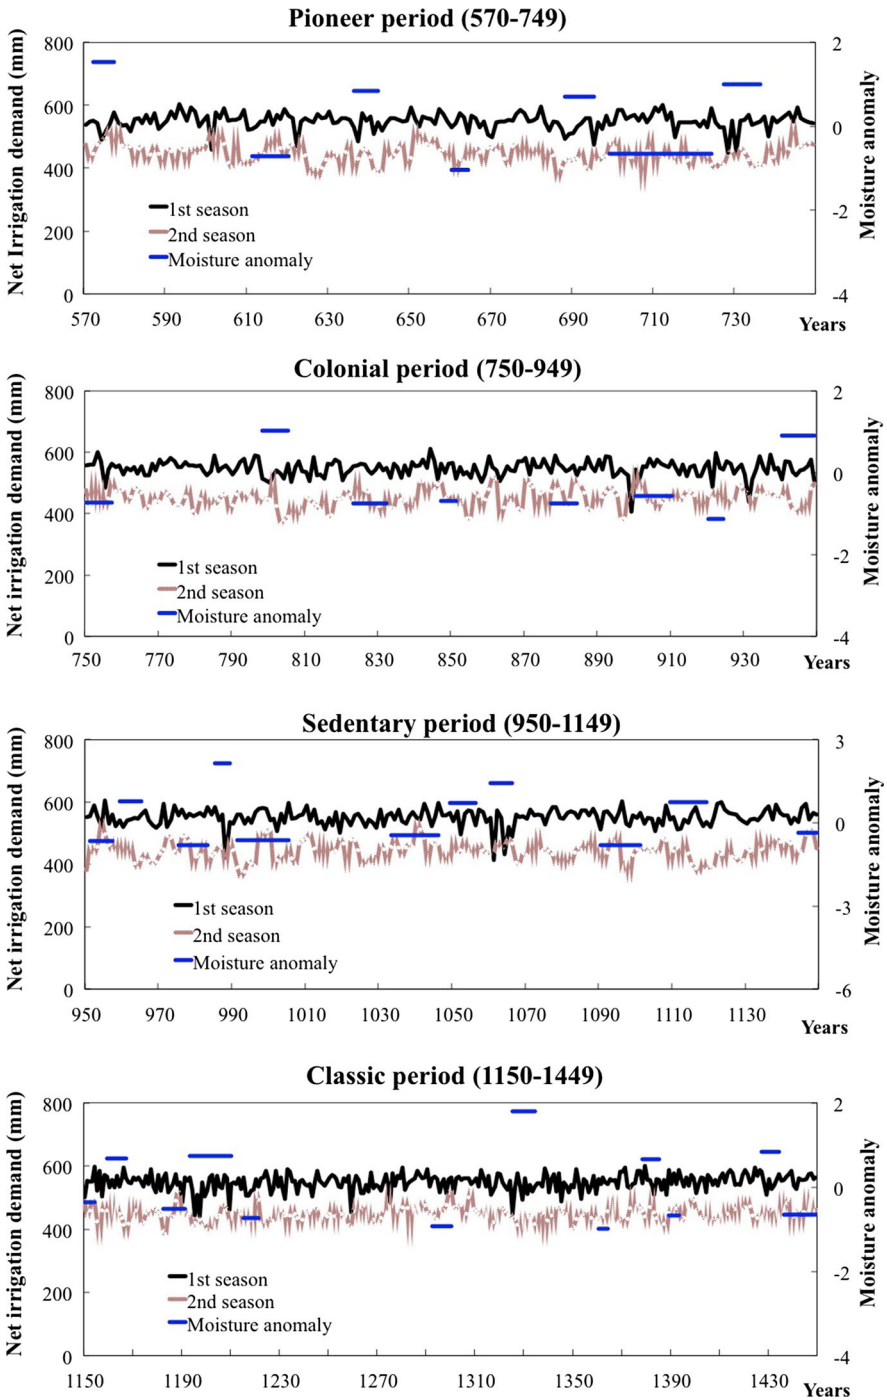 Pioneer period (570-749)
Net Irrigation demand (mm)
800
600
400
200
0
2
0
-2
-4
Moisture anomaly
1st season
2nd season
Moisture anomaly
570 590 610 630 650 670 690 710 730 Years
Colonial period (750-949)
Net irrigation demand (mm)
800
600
400
200
0
2
0
-2
-4
Moisture anomaly
1st season
2nd season
Moisture anomaly
750 770 790 810 830 850 870 890 910 930 Years
Sedentary period (950-1149)
Net irrigation demand (mm)
800
600
400
200
0
3
0
-3
-6
Moisture anomaly
1st season
2nd season
Moisture anomaly
950 970 990 1010 1030 1050 1070 1090 1110 1130 Years
Classic period (1150-1449)
Net irrigation demand (mm)
800
600
400
200
0
2
0
-2
-4
Moisture anomaly
1st season
2nd season
Moisture anomaly
1150 1190 1230 1270 1310 1350 1390 1430 Years